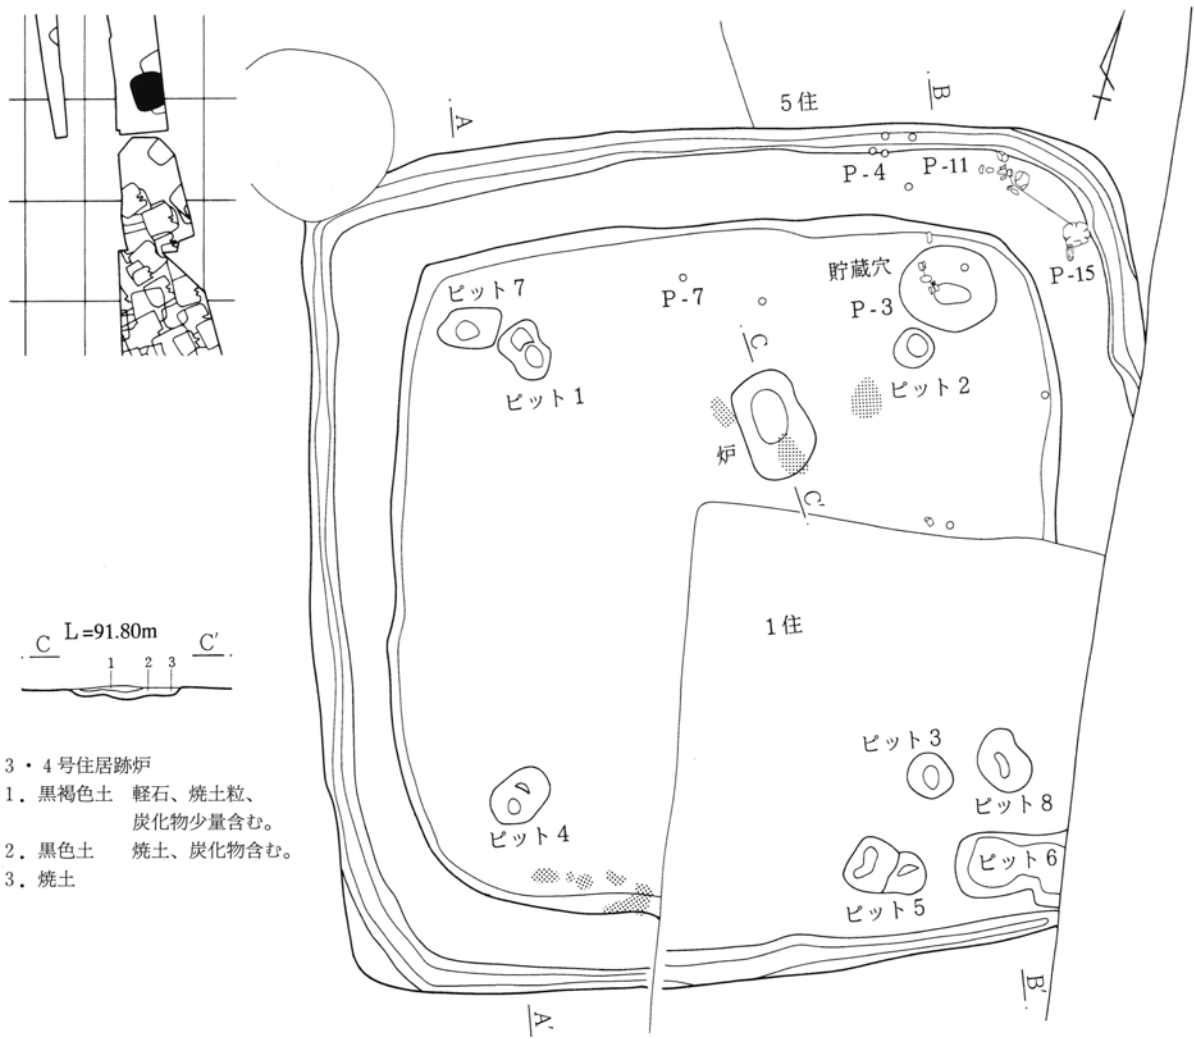 5住
A
B
P-4
P-11
P-15
貯蔵穴
P-3
ピット7
P-7
C
ピット1
ピット2
炉
C′
1住
L=91.80m
C
C′
1
2
3
3・4号住居跡炉
1．黒褐色土　軽石、焼土粒、
炭化物少量含む。
2．黒色土　焼土、炭化物含む。
3．焼土
ピット3
ピット8
ピット4
ピット6
ピット5
A′
B′